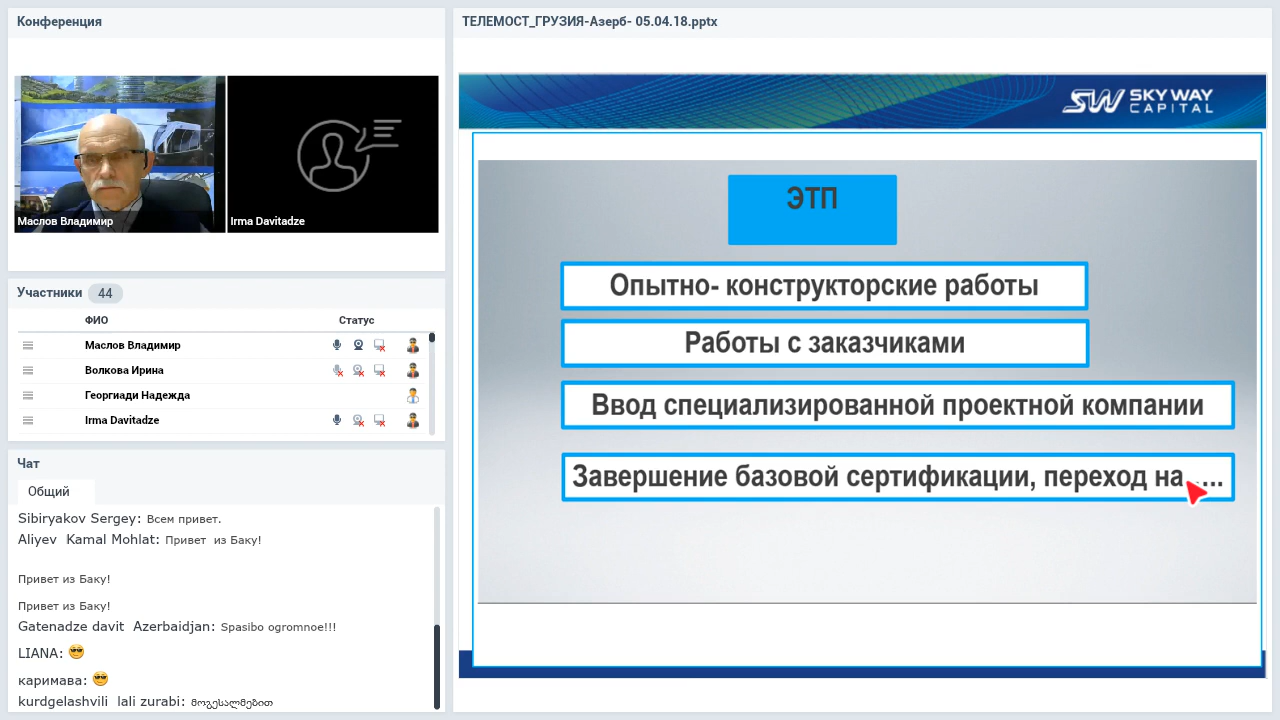 Конференция
Маслов Владимир
Irma Davitadze
Участники 44
ФИО Статус
Маслов Владимир
Волкова Ирина
Георгиади Надежда
Irma Davitadze
Чат
Общий
Sibiryakov Sergey: Всем привет.
Aliyev Kamal Mohlat: Привет из Баку!
Привет из Баку!
Привет из Баку!
Gatenadze davit Azerbaidjan: Spasibo ogromnoe!!!
LIANA:
каримава:
kurdgelashvili lali zurabi: მოგესალმებით
ТЕЛЕМОСТ_ГРУЗИЯ-Азерб- 05.04.18.pptx
SW SKY WAY
CAPITAL
ЭТП
Опытно- конструкторские работы
Работы с заказчиками
Ввод специализированной проектной компании
Завершение базовой сертификации, переход на ....